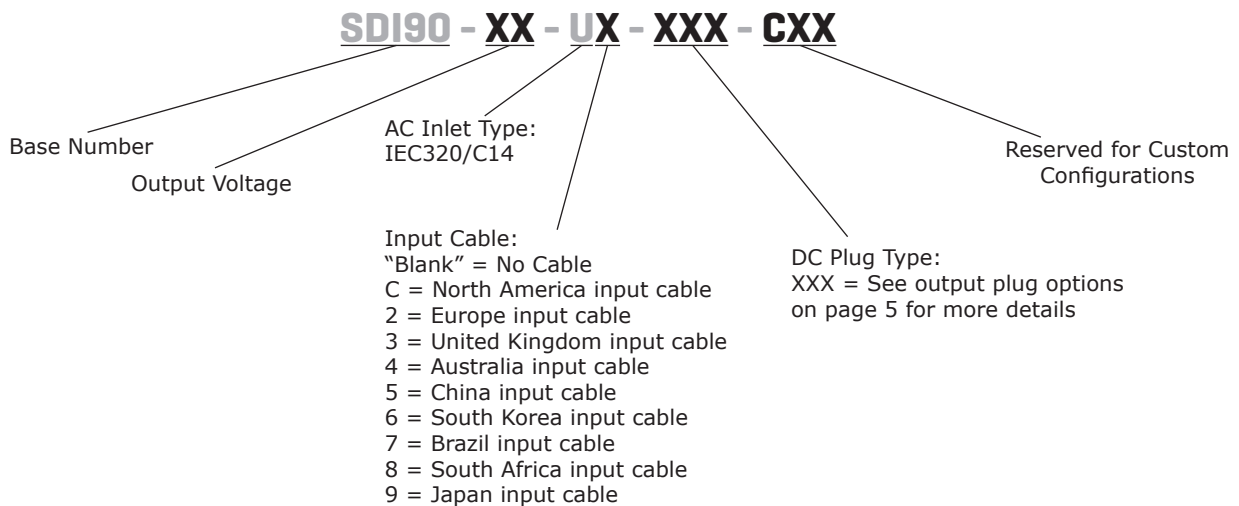 SDI90 - XX - UX - XXX - CXX
Base Number
Output Voltage
AC Inlet Type:
IEC320/C14
Input Cable:
“Blank” = No Cable
C = North America input cable
2 = Europe input cable
3 = United Kingdom input cable
4 = Australia input cable
5 = China input cable
6 = South Korea input cable
7 = Brazil input cable
8 = South Africa input cable
9 = Japan input cable
DC Plug Type:
XXX = See output plug options
on page 5 for more details
Reserved for Custom
Configurations